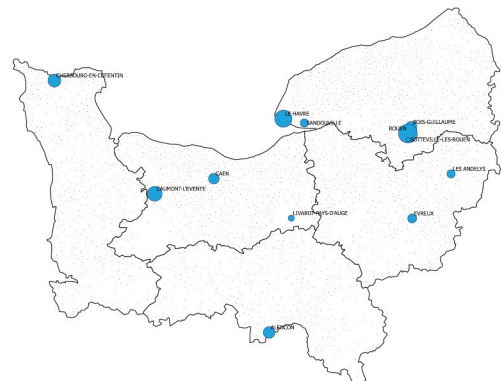 CHERBOURG-EN-COTENTIN
LE HAVRE
SANDOUVILLE
BOIS-GUILLAUME
ROUEN
SOTTEVILLE-LES-ROUEN
LES ANDELYS
CAEN
CAUMONT-L'EVENTE
LIVAROT-PAYS-D'AUGE
EVREUX
ALENCON